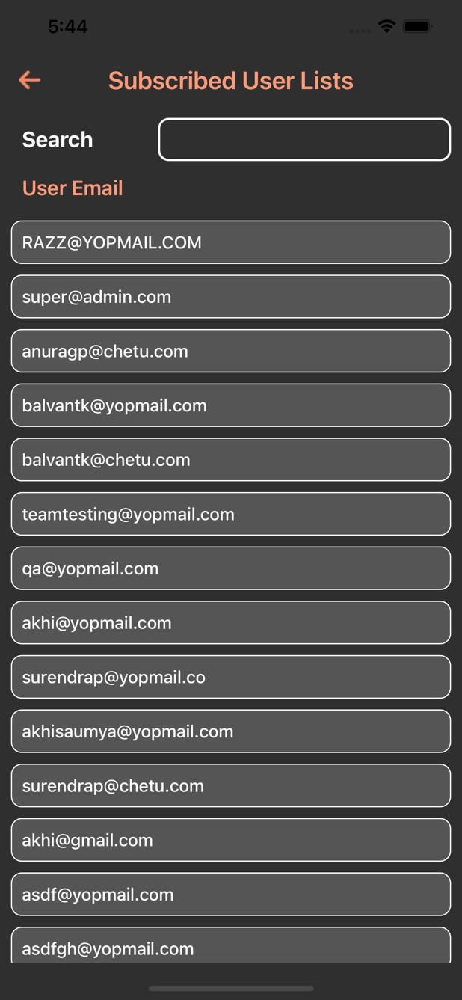 5:44
Subscribed User Lists
Search
User Email
RAZZ@YOPMAIL.COM
super@admin.com
anuragp@chetu.com
balvantk@yopmail.com
balvantk@chetu.com
teamtesting@yopmail.com
qa@yopmail.com
akhi@yopmail.com
surendrap@yopmail.co
akhisaumya@yopmail.com
surendrap@chetu.com
akhi@gmail.com
asdf@yopmail.com
asdfgh@yopmail.com